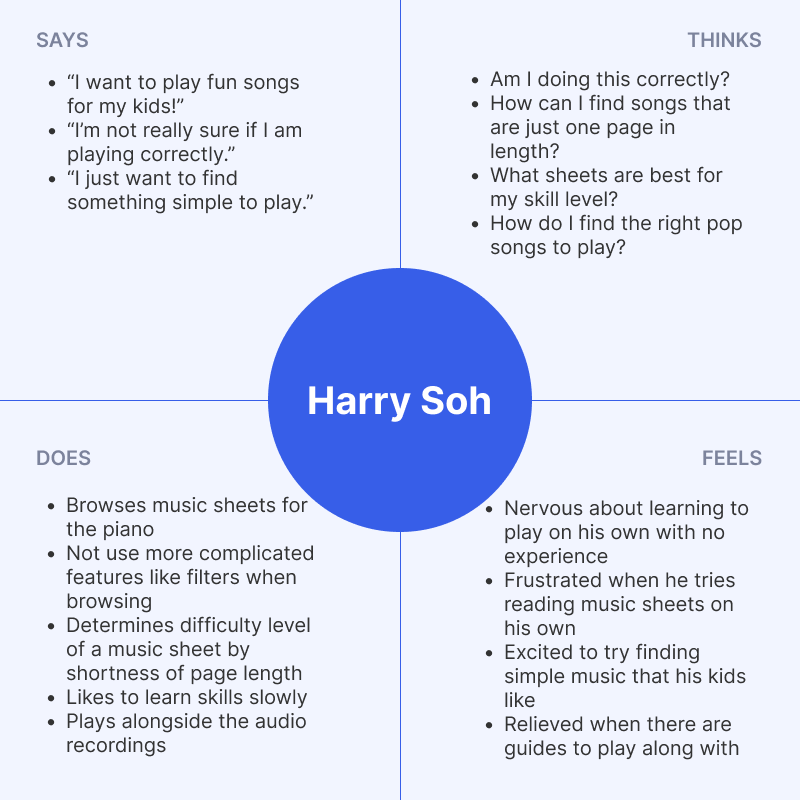 SAYS
• “I want to play fun songs
for my kids!”
• “I’m not really sure if I am
playing correctly.”
• “I just want to find
something simple to play.”
THINKS
• Am I doing this correctly?
• How can I find songs that
are just one page in
length?
• What sheets are best for
my skill level?
• How do I find the right pop
songs to play?
Harry Soh
DOES
• Browses music sheets for
the piano
• Not use more complicated
features like filters when
browsing
• Determines difficulty level
of a music sheet by
shortness of page length
• Likes to learn skills slowly
• Plays alongside the audio
recordings
FEELS
• Nervous about learning to
play on his own with no
experience
• Frustrated when he tries
reading music sheets on
his own
• Excited to try finding
simple music that his kids
like
• Relieved when there are
guides to play along with